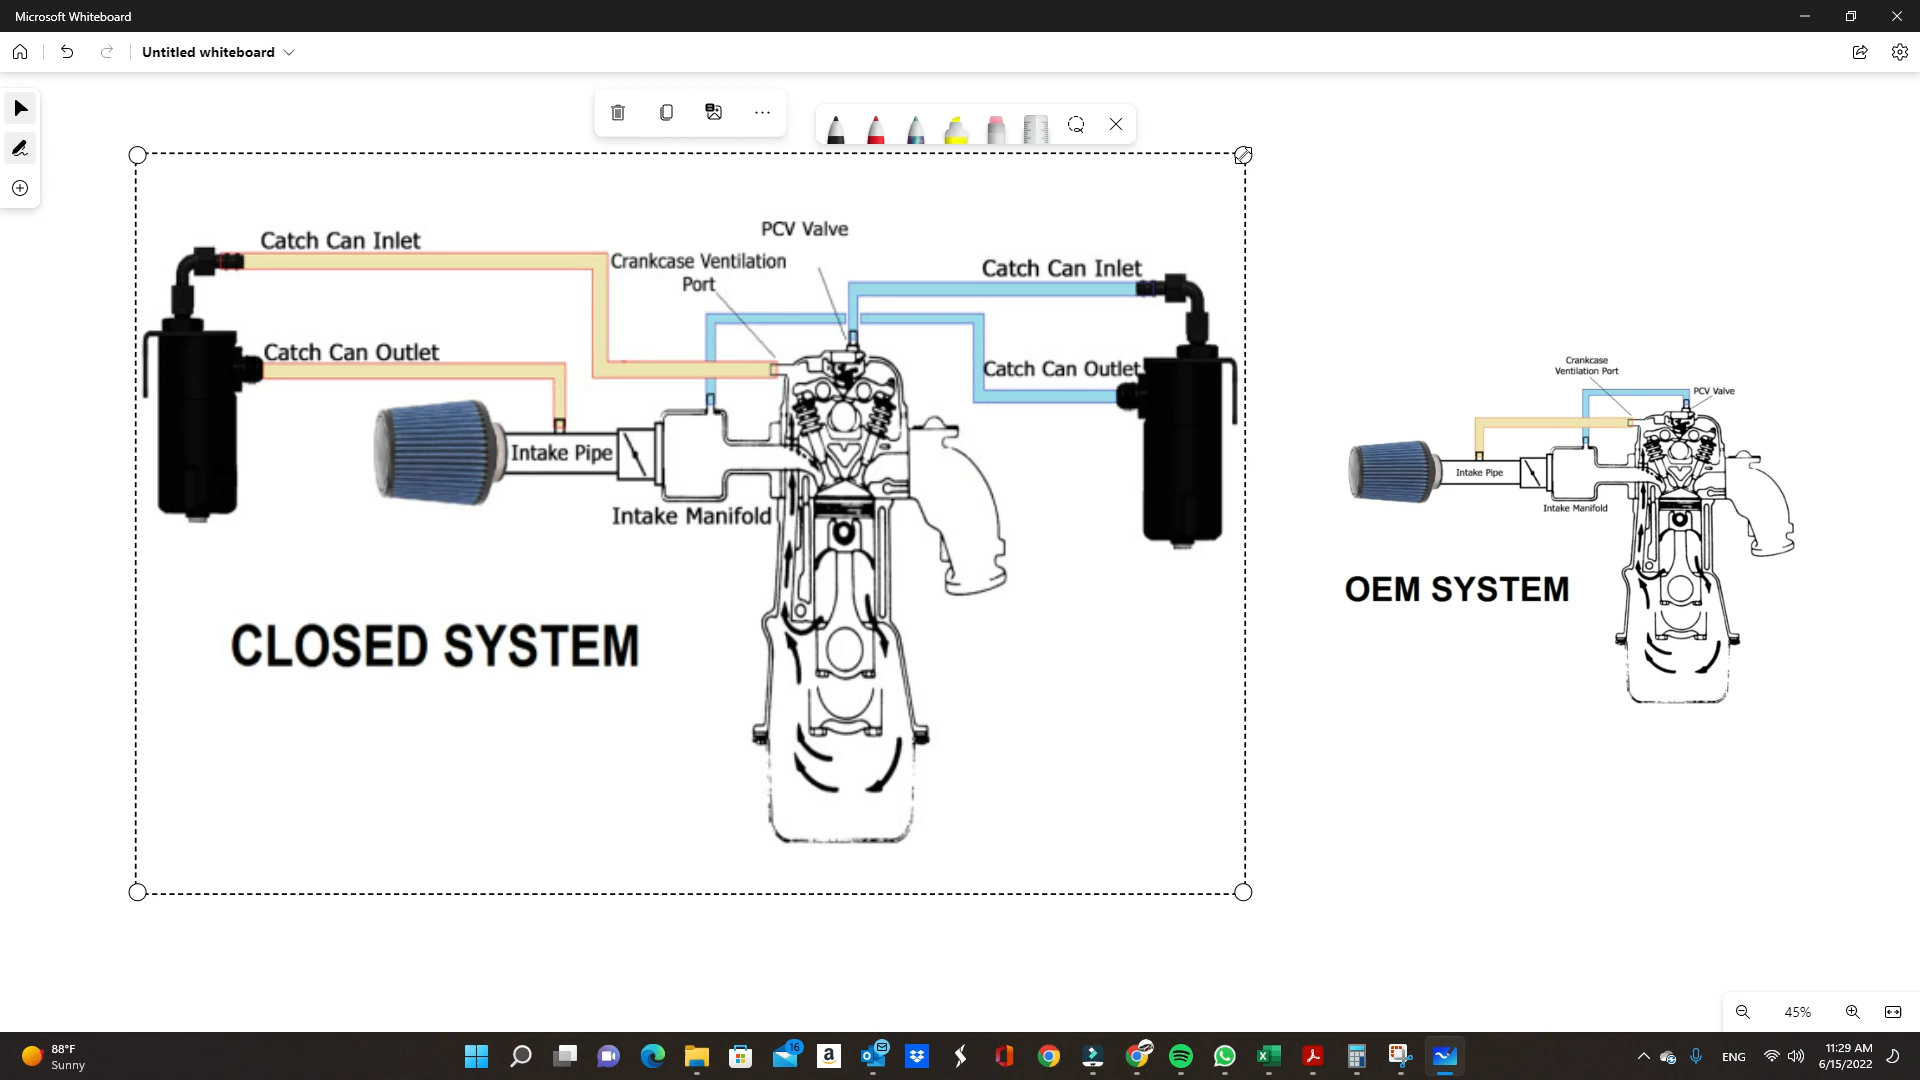 Microsoft Whiteboard
Untitled whiteboard
PCV Valve
Catch Can Inlet
Crankcase Ventilation
Port
Catch Can Inlet
Catch Can Outlet
Catch Can Outlet
Intake Pipe
Intake Manifold
CLOSED SYSTEM
Crankcase
Ventilation Port
PCV Valve
Intake Pipe
Intake Manifold
OEM SYSTEM
45%
88°F
Sunny
16
a
ENG
11:29 AM
6/15/2022